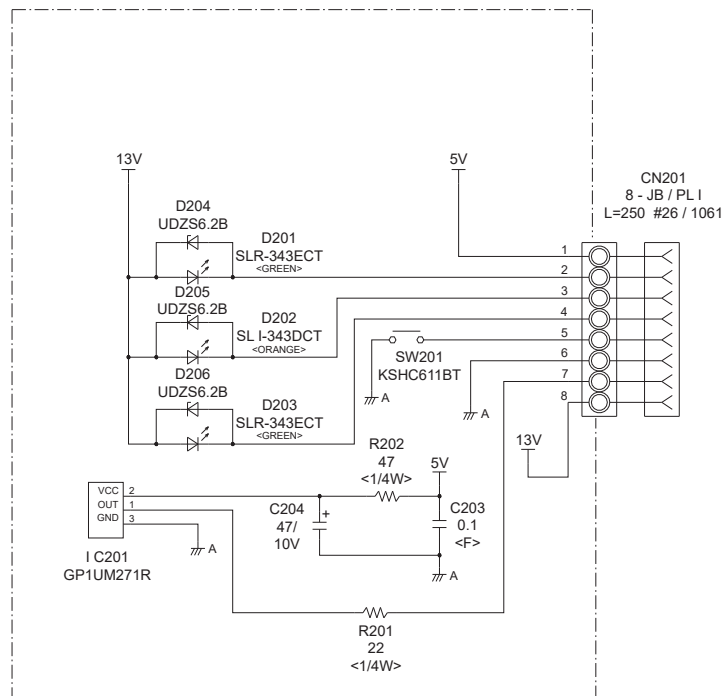 13V
5V
CN201
8 - JB / PL I
L=250 #26 / 1061
D204
UDZS6.2B
D201
SLR-343ECT
<GREEN>
D205
UDZS6.2B
D202
SL I-343DCT
<ORANGE>
D206
UDZS6.2B
D203
SLR-343ECT
<GREEN>
1
2
3
4
5
6
7
8
SW201
KSHC611BT
A
A
13V
R202
47
<1/4W>
5V
VCC 2
OUT 1
GND 3
C204
47/
10V
+
C203
0.1
<F>
A
A
I C201
GP1UM271R
R201
22
<1/4W>